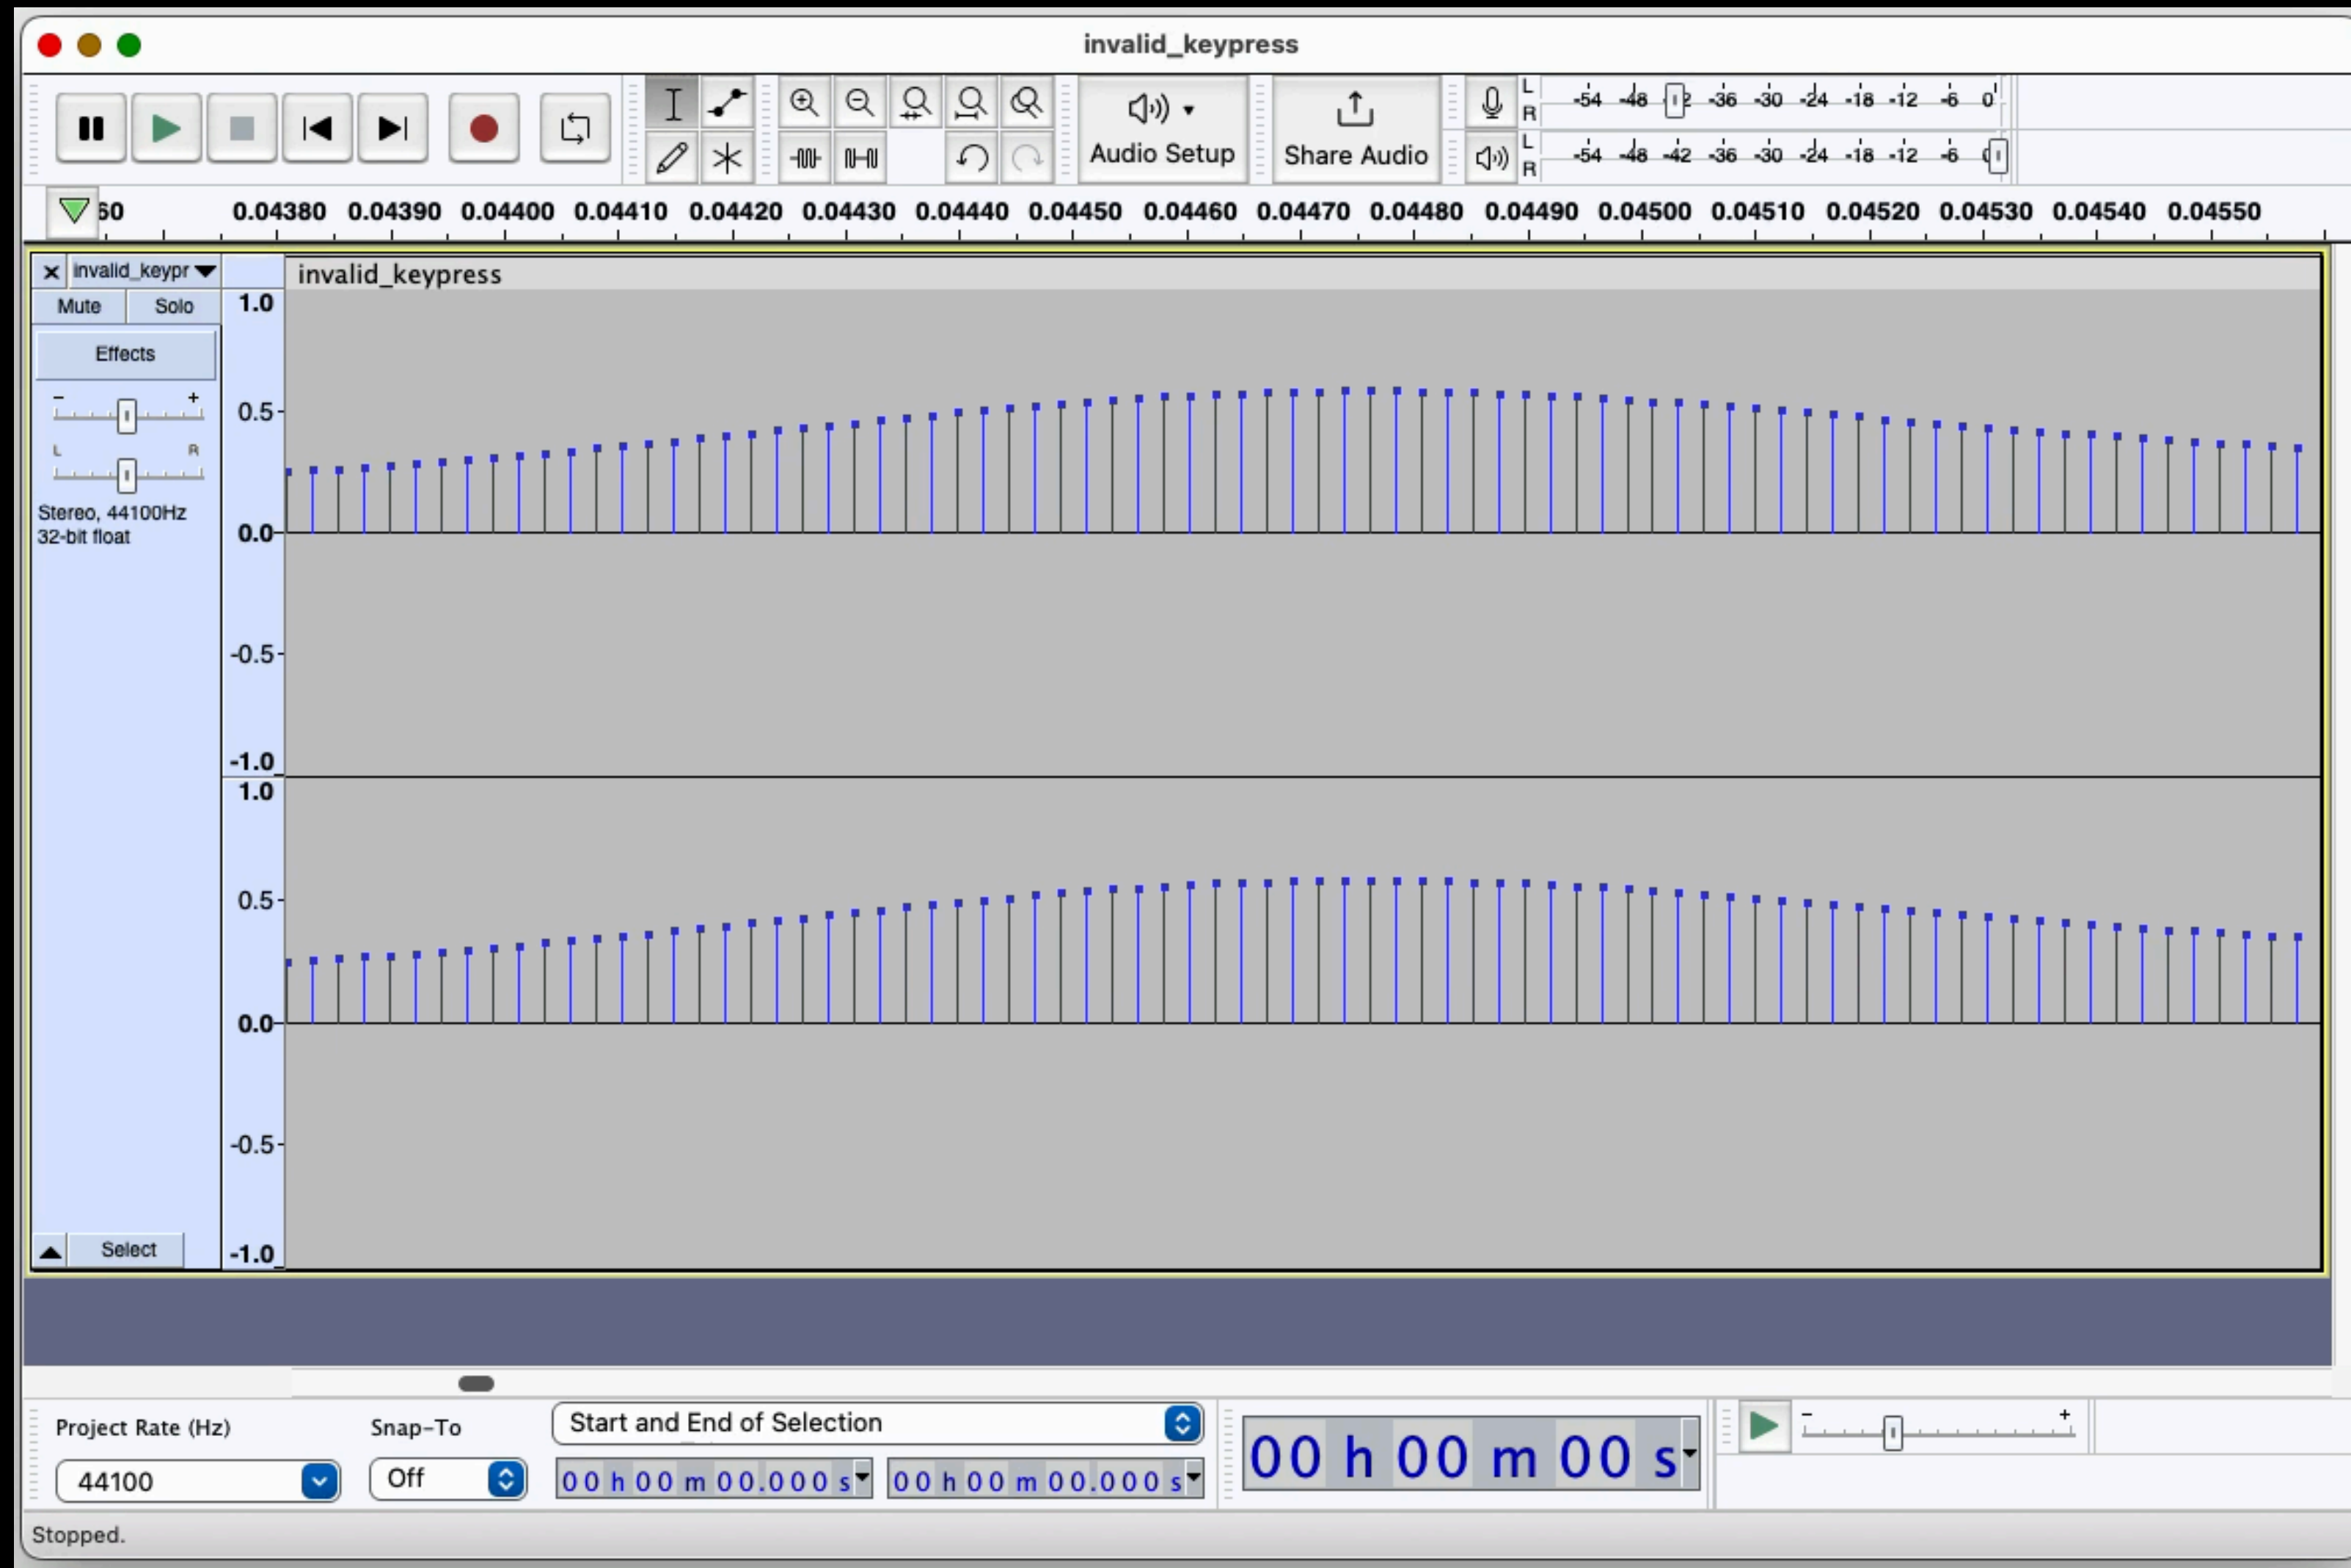 invalid_keypress
Audio Setup
Share Audio
L
R
-54 -48 2 -36 -30 -24 -18 -12 -6 0
L
R
-54 -48 -42 -36 -30 -24 -18 -12 -6
60 0.04380 0.04390 0.04400 0.04410 0.04420 0.04430 0.04440 0.04450 0.04460 0.04470 0.04480 0.04490 0.04500 0.04510 0.04520 0.04530 0.04540 0.04550
invalid_keypr
invalid_keypress
Mute Solo
Effects
- +
L R
Stereo, 44100Hz
32-bit float
1.0
0.5
0.0
-0.5
-1.0
1.0
0.5
0.0
-0.5
-1.0
Select
Project Rate (Hz)
Snap-To
Start and End of Selection
44100
Off
00 h 00 m 00.000 s
00 h 00 m 00.000 s
00 h 00 m 00 s
- +
Stopped.